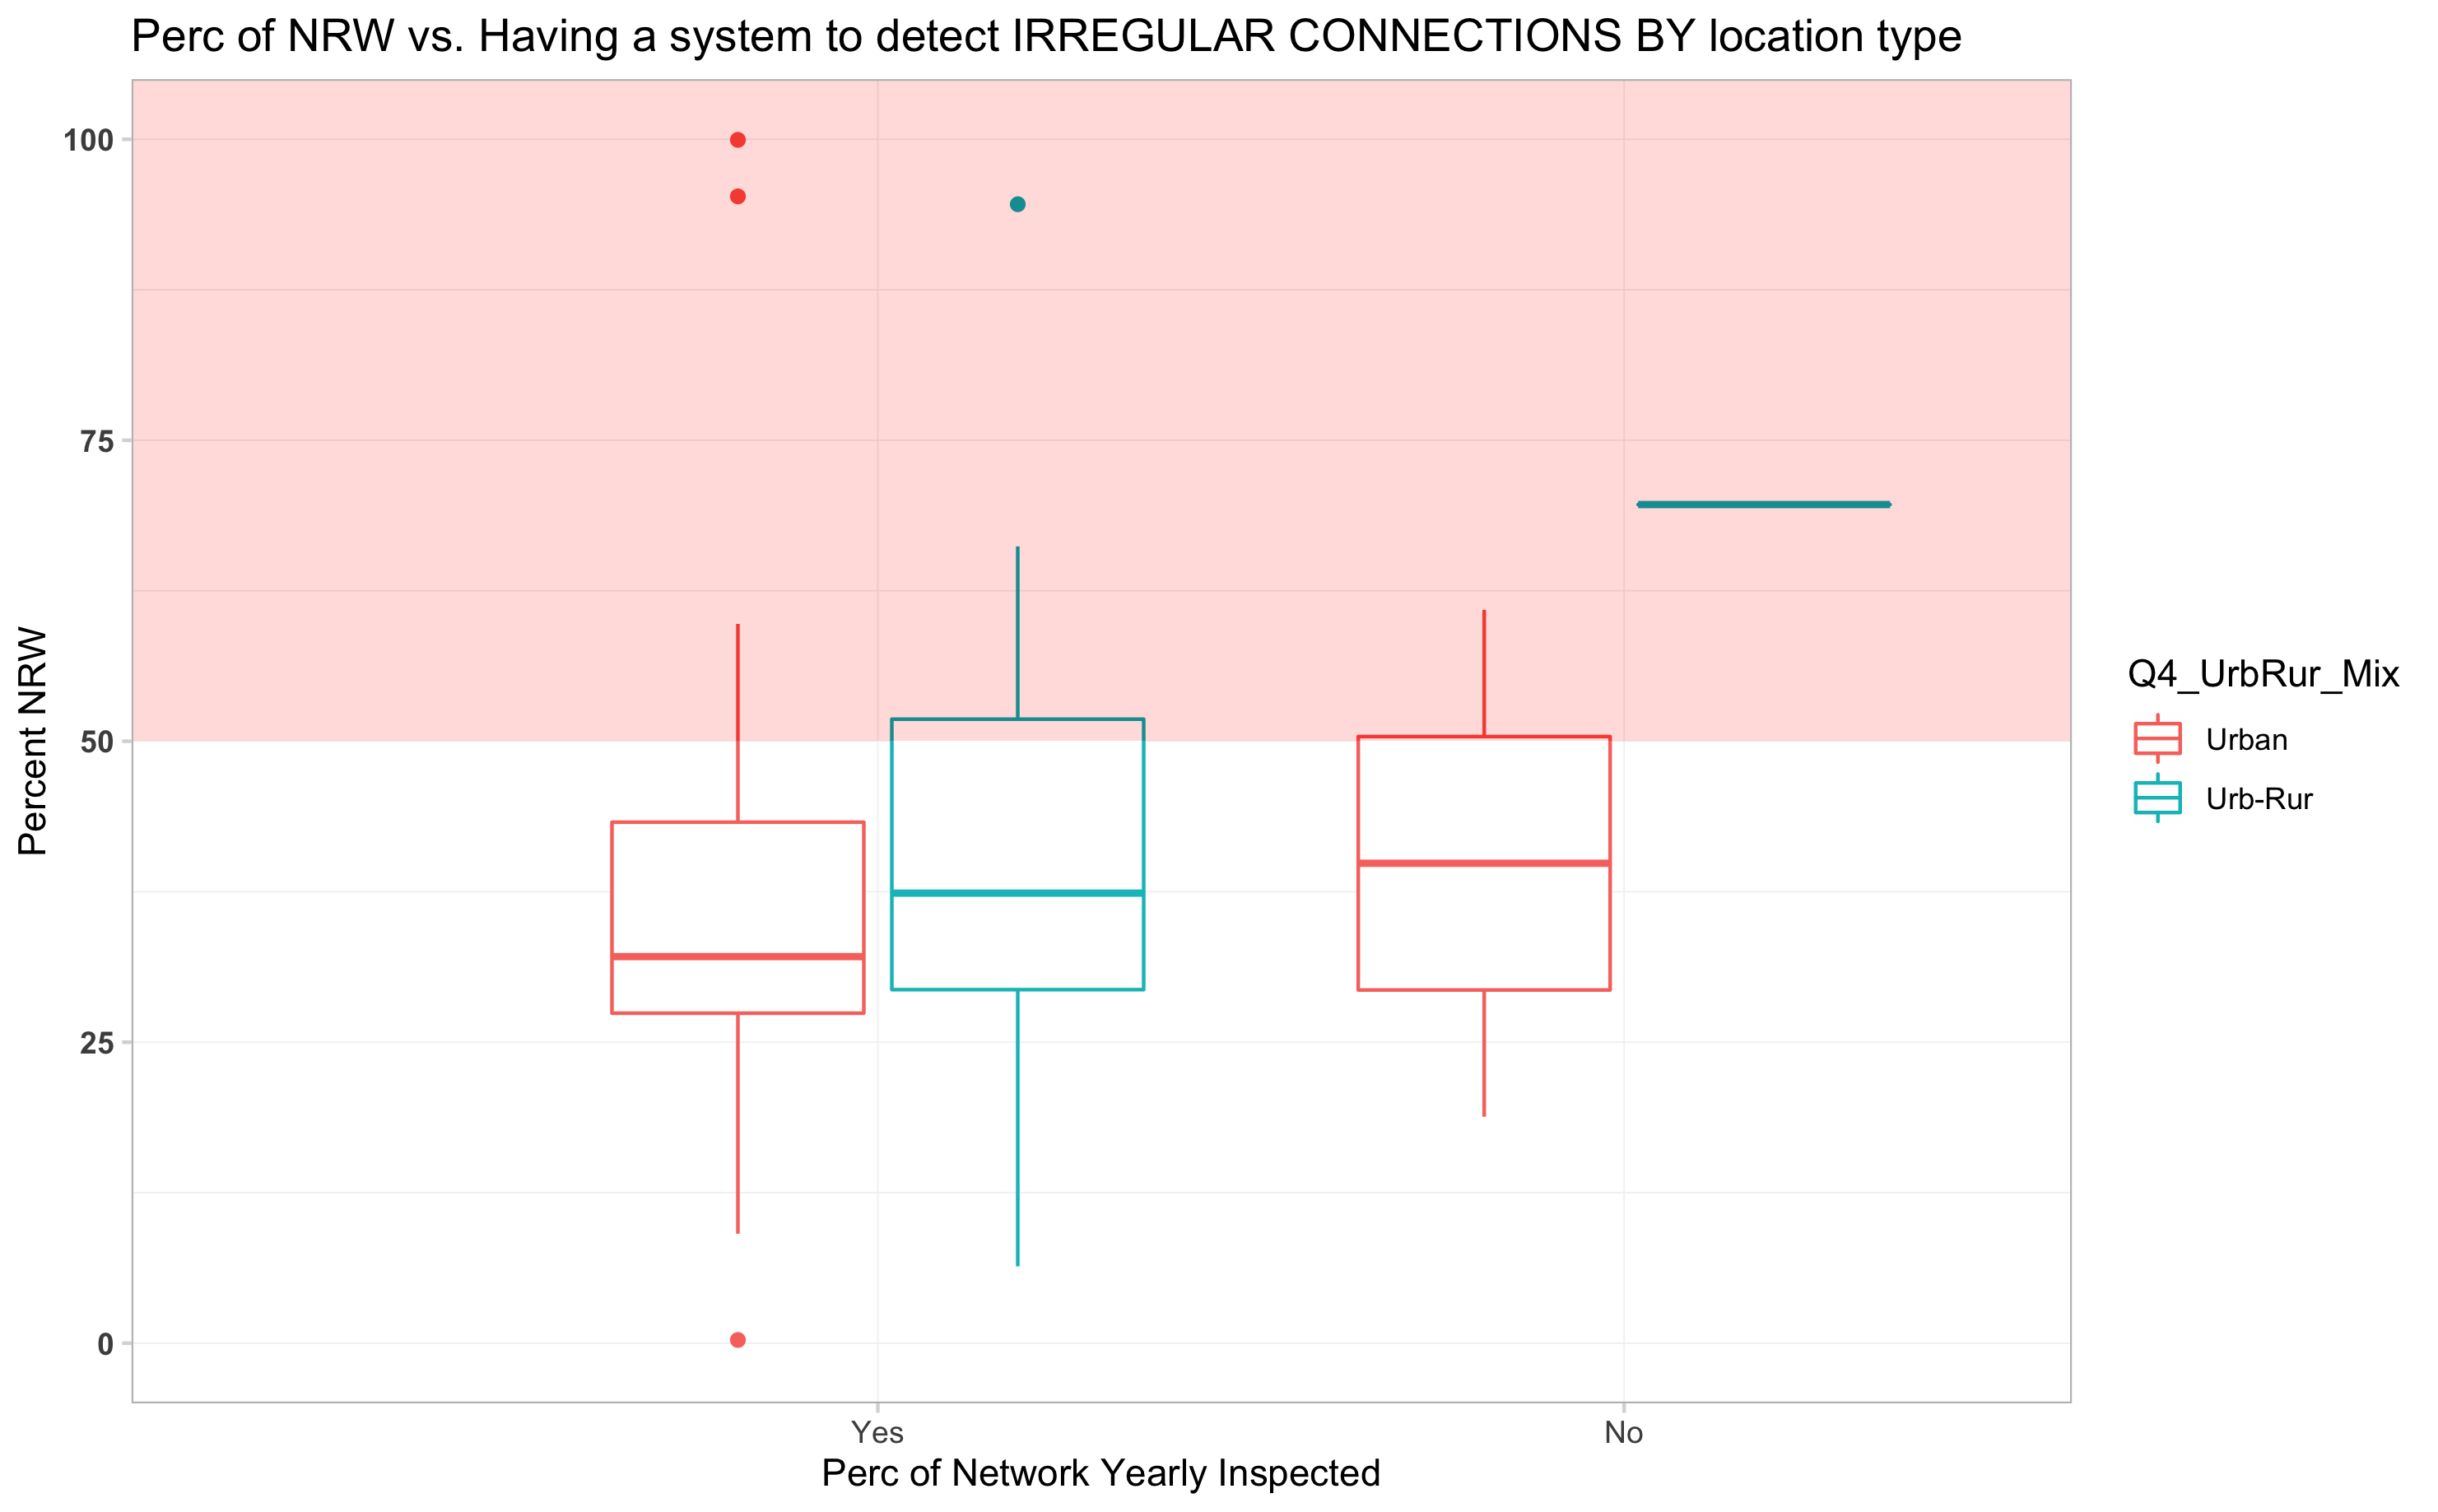 Perc of NRW vs. Having a system to detect IRREGULAR CONNECTIONS BY location type
Percent NRW
100
75
50
25
0
Yes
No
Perc of Network Yearly Inspected
Q4_UrbRur_Mix
Urban
Urb-Rur